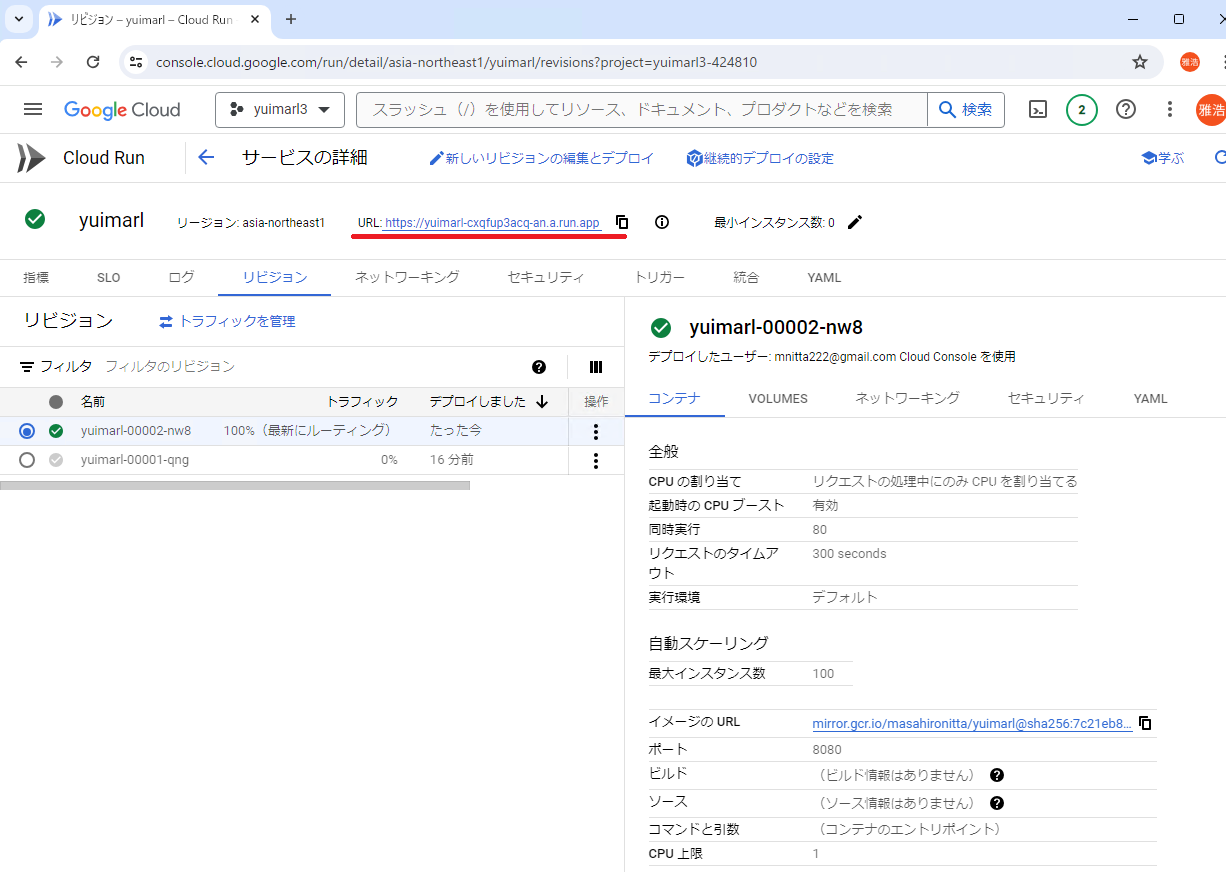 リビジョン – yuimarl – Cloud Run
console.cloud.google.com/run/detail/asia-northeast1/yuimarl/revisions?project=yuimarl3-424810
雅浩
Google Cloud
yuimarl3
スラッシュ（/）を使用してリソース、ドキュメント、プロダクトなどを検索
検索
2
雅浩
Cloud Run
サービスの詳細
新しいリビジョンの編集とデプロイ
継続的デプロイの設定
学ぶ
yuimarl
リージョン: asia-northeast1
URL: https://yuimarl-cxqfup3acq-an.a.run.app
最小インスタンス数: 0
指標 SLO ログ リビジョン ネットワーキング セキュリティ トリガー 統合 YAML
リビジョン
トラフィックを管理
フィルタ フィルタのリビジョン
名前 トラフィック デプロイしました 操作
yuimarl-00002-nw8 100%（最新にルーティング） たった今
yuimarl-00001-qng 0% 16 分前
yuimarl-00002-nw8
デプロイしたユーザー: mnitta222@gmail.com Cloud Console を使用
コンテナ VOLUMES ネットワーキング セキュリティ YAML
全般
CPU の割り当て リクエストの処理中にのみ CPU を割り当てる
起動時の CPU ブースト 有効
同時実行 80
リクエストのタイムア 300 seconds
ウト
実行環境 デフォルト
自動スケーリング
最大インスタンス数 100
イメージの URL mirror.gcr.io/masahironitta/yuimarl@sha256:7c21eb8...
ポート 8080
ビルド （ビルド情報はありません）
ソース （ソース情報はありません）
コマンドと引数 （コンテナのエントリポイント）
CPU 上限 1